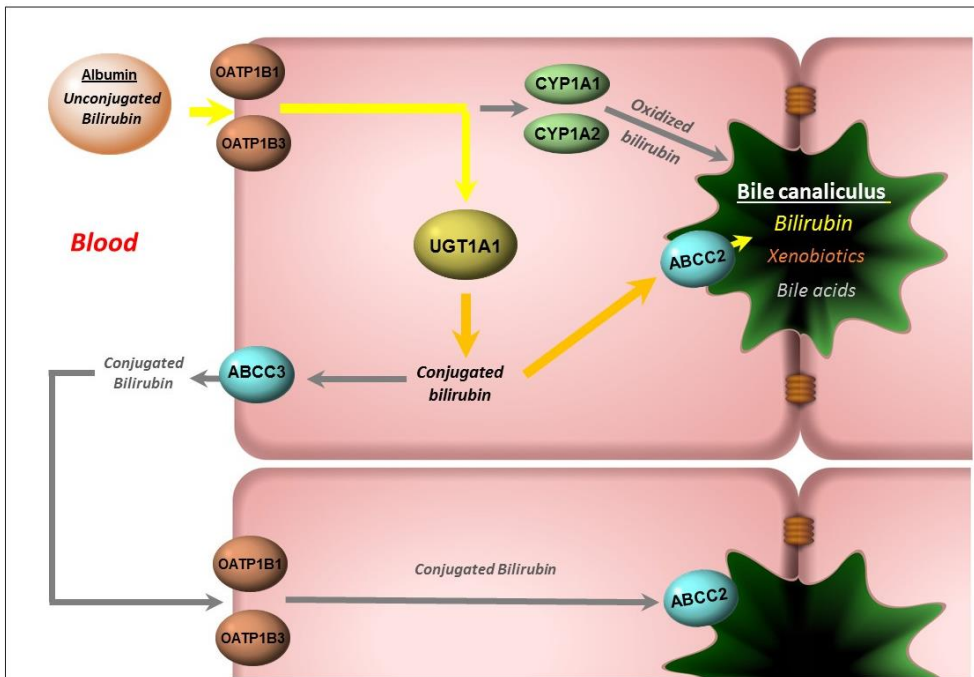 Albumin
Unconjugated
Bilirubin
OATP1B1
OATP1B3
CYP1A1
CYP1A2
Oxidized
bilirubin
Bile canaliculus
Bilirubin
Xenobiotics
Bile acids
ABCC2
Blood
UGT1A1
Conjugated
Bilirubin
ABCC3
Conjugated
bilirubin
OATP1B1
OATP1B3
Conjugated Bilirubin
ABCC2